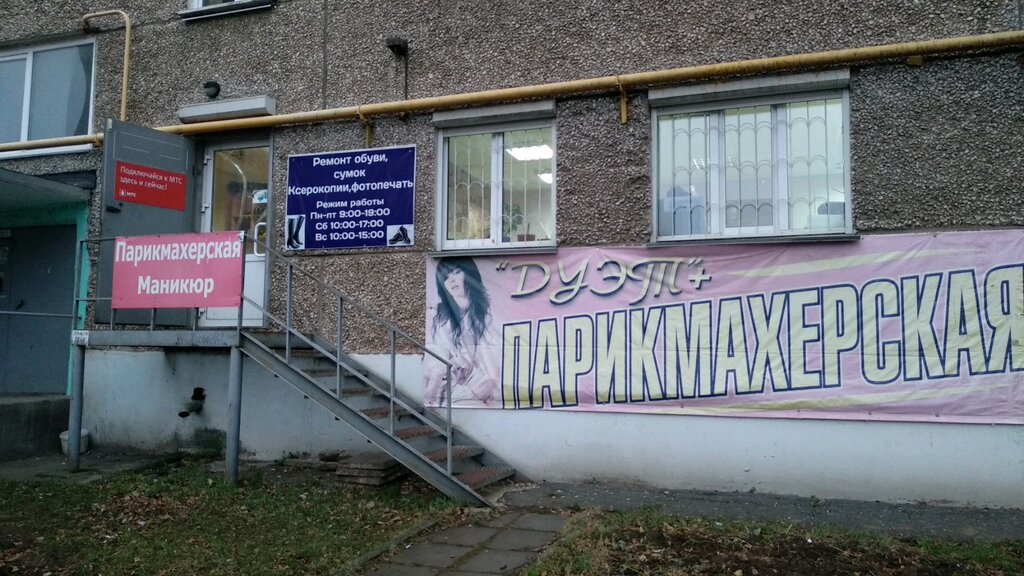 Подключайся к МТС
здесь и сейчас!
МТС
Парикмахерская
Маникюр
Ремонт обуви,
сумок
Ксерокопии,фотопечать
Режим работы
Пн-пт 9:00-19:00
Сб 10:00-17:00
Вс 10:00-15:00
"ДУЭТ"+
ПАРИКМАХЕРСКАЯ